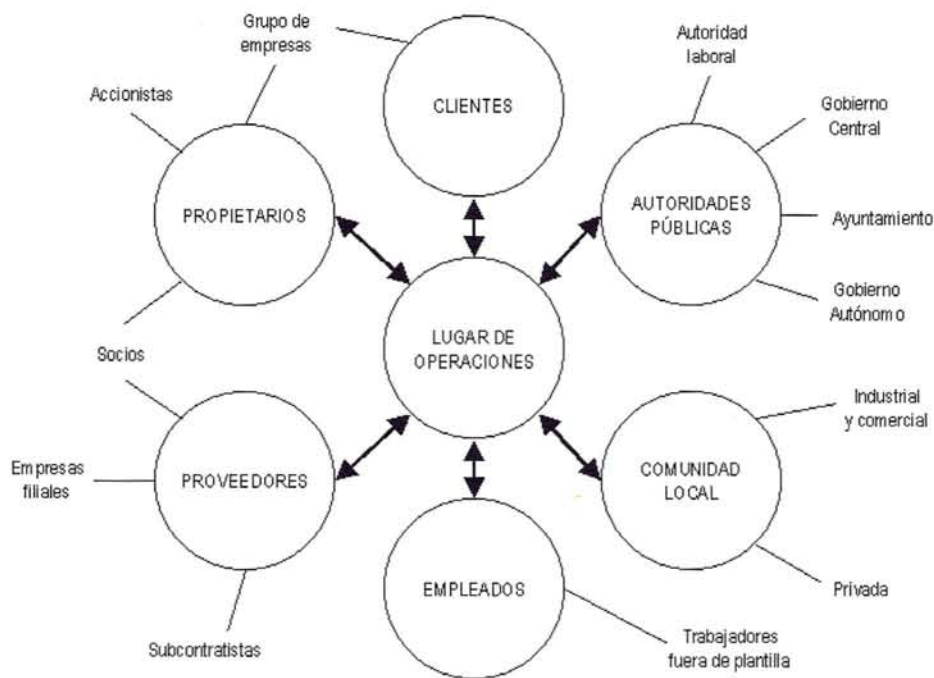 Grupo de
empresas
Autoridad
laboral
Accionistas
CLIENTES
Gobierno
Central
PROPIETARIOS
AUTORIDADES
PÚBLICAS
Ayuntamiento
Gobierno
Autónomo
LUGAR DE
OPERACIONES
Socios
Industrial
y comercial
Empresas
filiales
PROVEEDORES
COMUNIDAD
LOCAL
EMPLEADOS
Privada
Subcontratistas
Trabajadores
fuera de plantilla